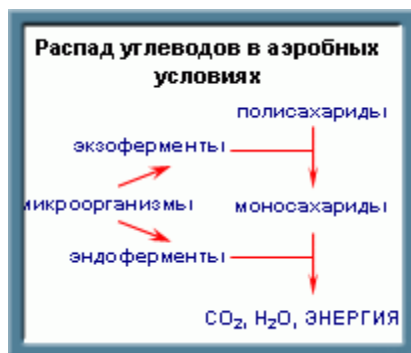 Распад углеводов в аэробных
условиях
полисахариды
экзоферменты
микроорганизмы моносахариды
эндоферменты
CO₂, H₂O, ЭНЕРГИЯ